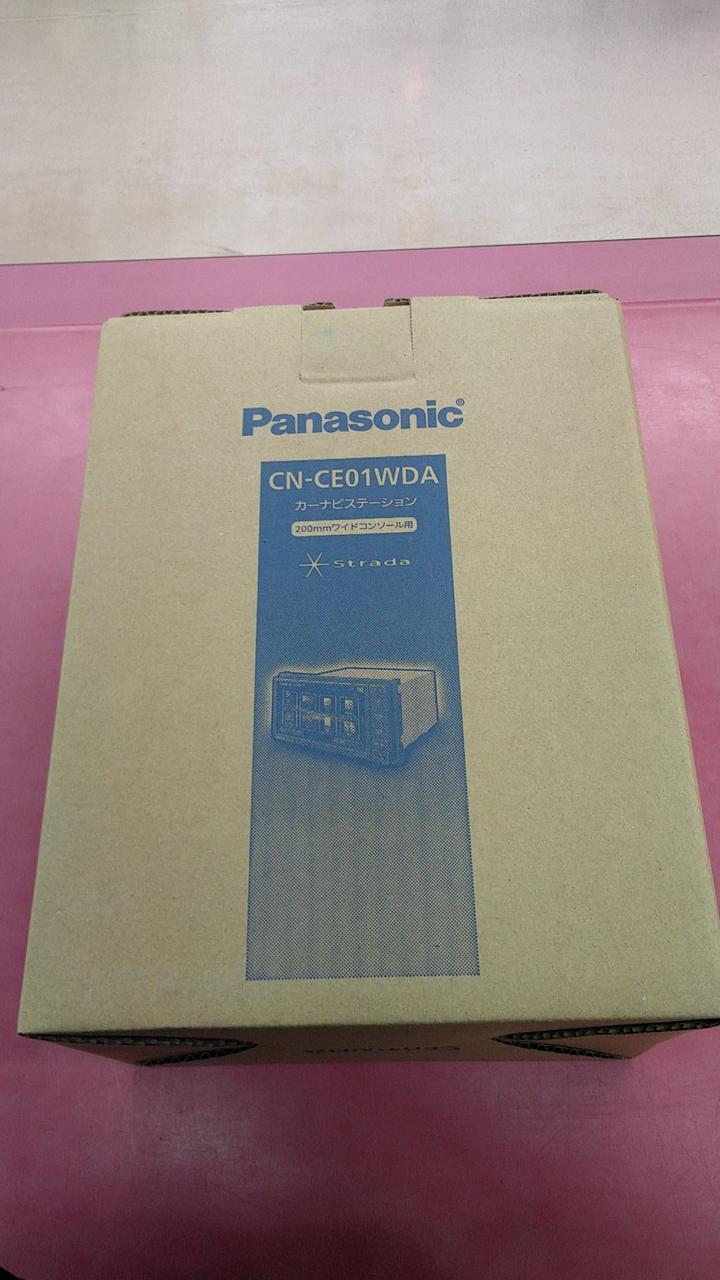 Panasonic®
CN-CE01WDA
カーナビステーション
200mmワイドコンソール用
Strada
Panasonic